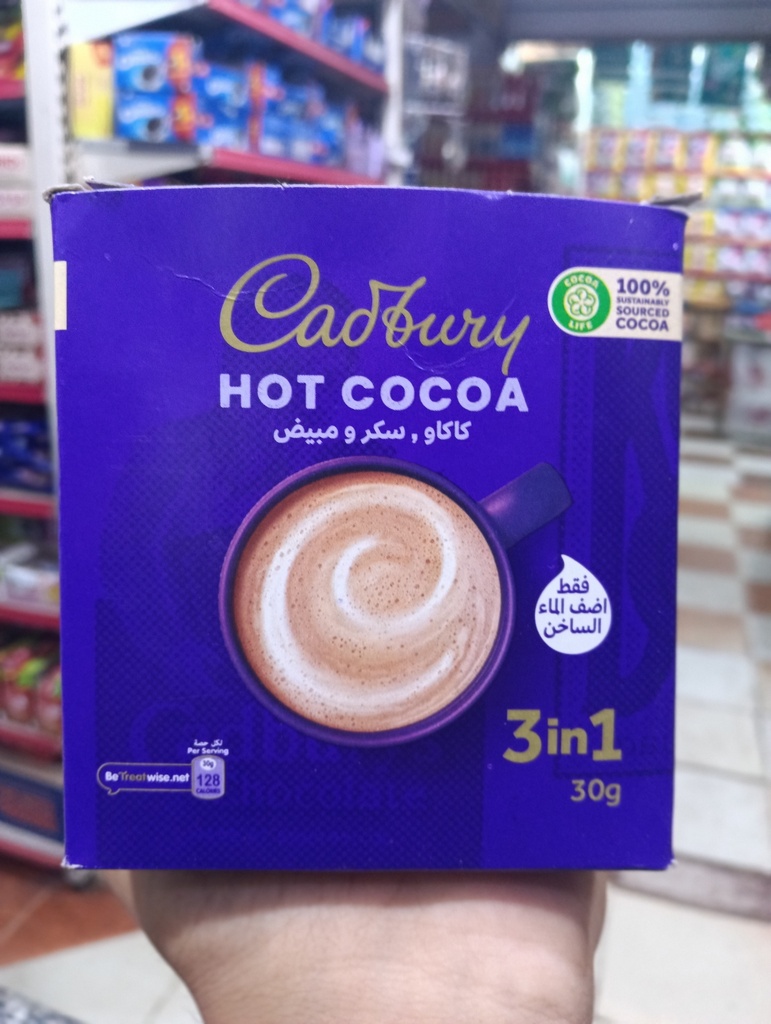 Cadbury
HOT COCOA
كاكاو , سكر و مبيض
COCOA
LIFE
100%
SUSTAINABLY
SOURCED
COCOA
فقط
اضف الماء
الساخن
3in1
30g
لكل حصة
Per Serving
30g
128
CALORIES
BeTreatwise.net